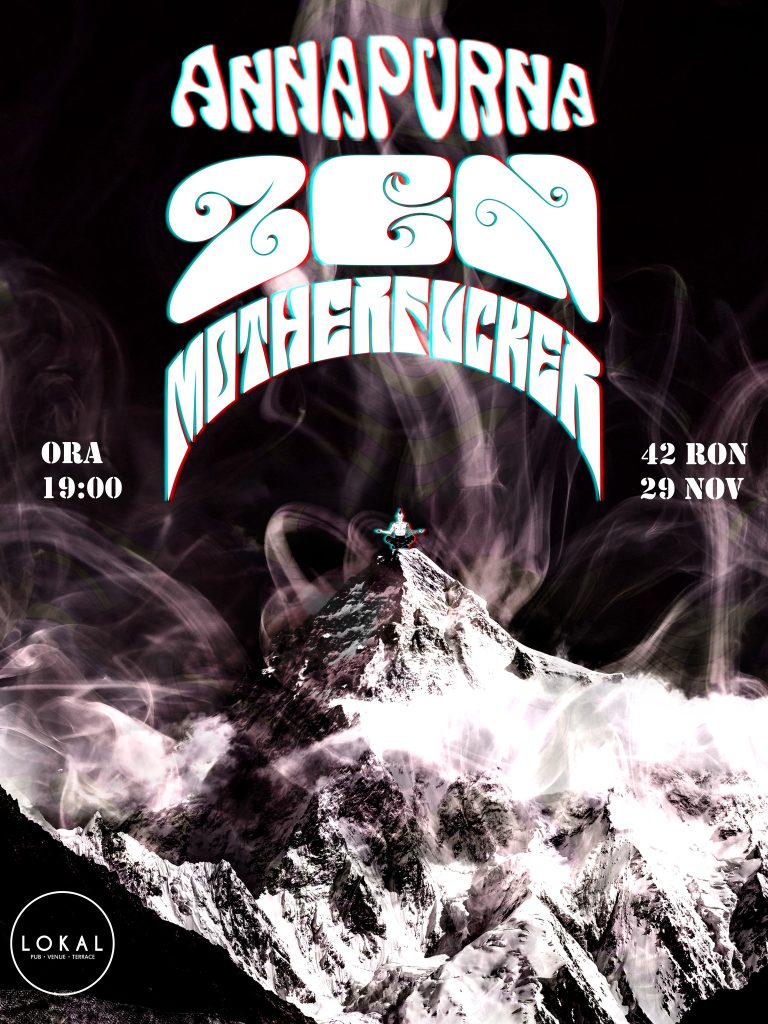 ANNAPURNA
ZEN
MOTHERFUCKER
ORA
19:00
42 RON
29 NOV
LOKAL
PUB • VENUE • TERRACE